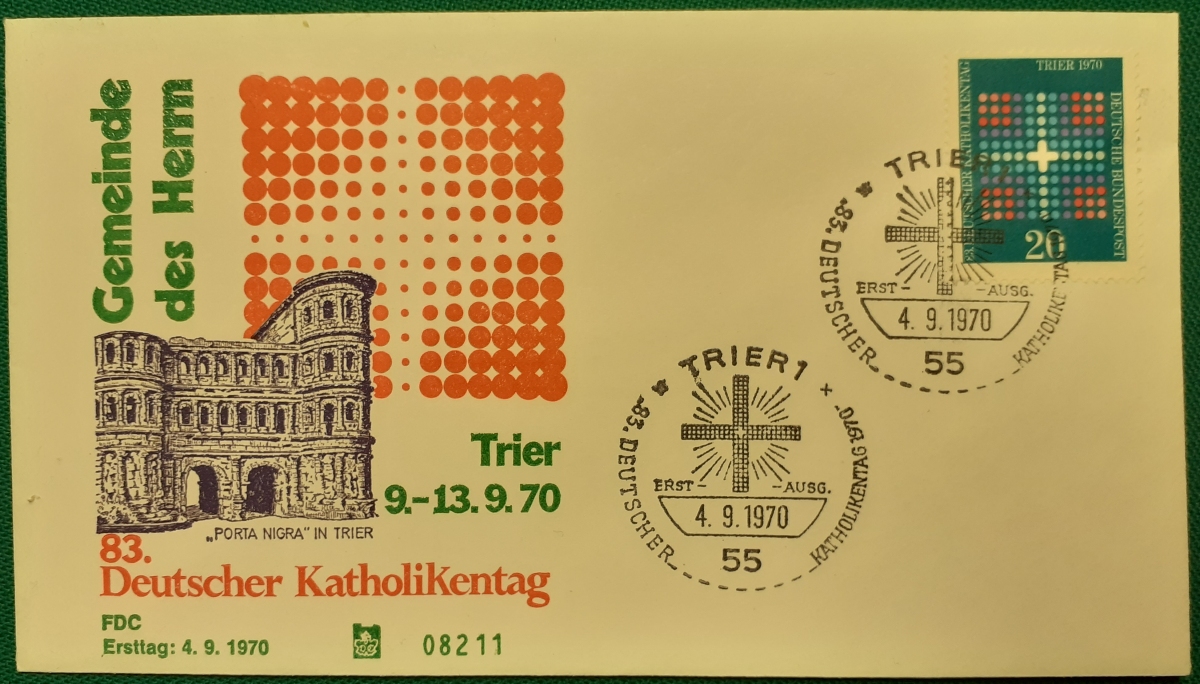 Gemeinde
des Herrn
Trier
9.–13. 9. 70
„PORTA NIGRA“ IN TRIER
83.
Deutscher Katholikentag
FDC
Ersttag: 4. 9. 1970
08211
TRIER 1970
DEUTSCHER KATHOLIKENTAG
DEUTSCHE BUNDESPOST
20
TRIER
ERST- -AUSG.
4. 9. 1970
55
83. DEUTSCHER
KATHOLIKENTAG
TRIER 1
ERST- -AUSG.
4. 9. 1970
55
83. DEUTSCHER
KATHOLIKENTAG 1970